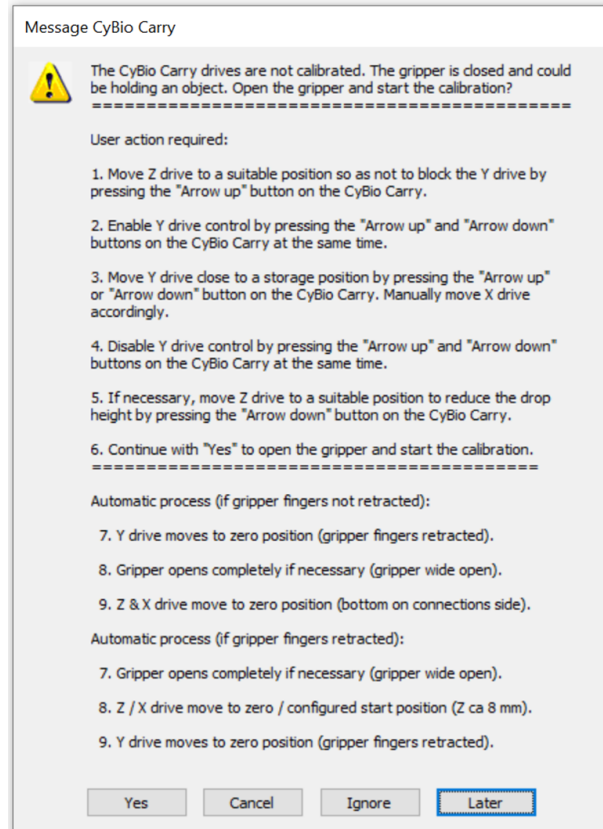 Message CyBio Carry
The CyBio Carry drives are not calibrated. The gripper is closed and could
be holding an object. Open the gripper and start the calibration?
=============================================
User action required:
1. Move Z drive to a suitable position so as not to block the Y drive by
pressing the "Arrow up" button on the CyBio Carry.
2. Enable Y drive control by pressing the "Arrow up" and "Arrow down"
buttons on the CyBio Carry at the same time.
3. Move Y drive close to a storage position by pressing the "Arrow up"
or "Arrow down" button on the CyBio Carry. Manually move X drive
accordingly.
4. Disable Y drive control by pressing the "Arrow up" and "Arrow down"
buttons on the CyBio Carry at the same time.
5. If necessary, move Z drive to a suitable position to reduce the drop
height by pressing the "Arrow down" button on the CyBio Carry.
6. Continue with "Yes" to open the gripper and start the calibration.
==========================================
Automatic process (if gripper fingers not retracted):
7. Y drive moves to zero position (gripper fingers retracted).
8. Gripper opens completely if necessary (gripper wide open).
9. Z & X drive move to zero position (bottom on connections side).
Automatic process (if gripper fingers retracted):
7. Gripper opens completely if necessary (gripper wide open).
8. Z / X drive move to zero / configured start position (Z ca 8 mm).
9. Y drive moves to zero position (gripper fingers retracted).
Yes Cancel Ignore Later